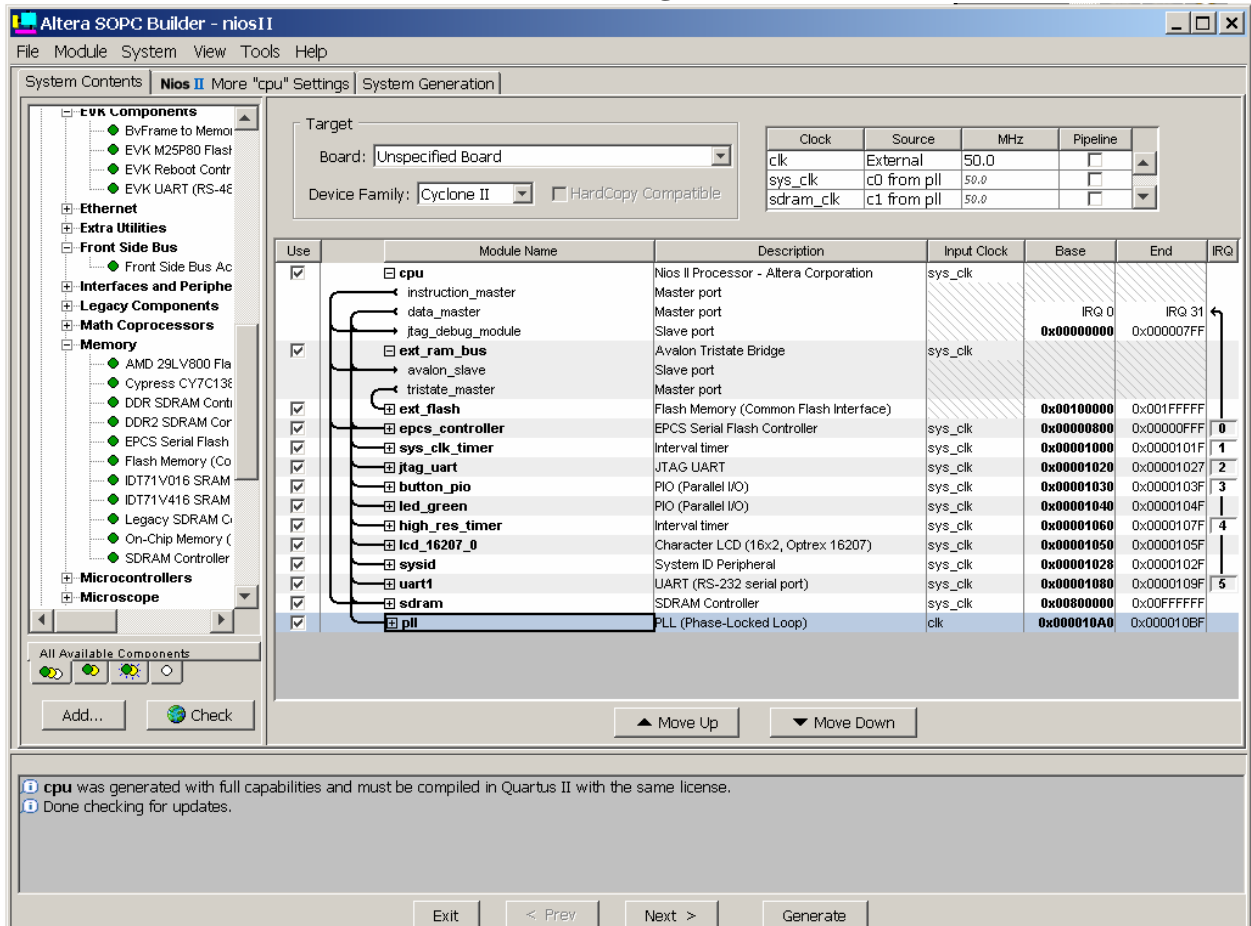 Altera SOPC Builder - niosII
File Module System View Tools Help
System Contents Nios II More "cpu" Settings System Generation
EVK Components
BvFrame to Memor
EVK M25P80 Flash
EVK Reboot Contr
EVK UART (RS-48
Ethernet
Extra Utilities
Front Side Bus
Front Side Bus Ac
Interfaces and Periphe
Legacy Components
Math Coprocessors
Memory
AMD 29LV800 Fla
Cypress CY7C138
DDR SDRAM Contr
DDR2 SDRAM Cor
EPCS Serial Flash
Flash Memory (Co
IDT71V016 SRAM
IDT71V416 SRAM
Legacy SDRAM Co
On-Chip Memory (
SDRAM Controller
Microcontrollers
Microscope
All Available Components
Add... Check
Target
Board: Unspecified Board
Device Family: Cyclone II HardCopy Compatible
Clock Source MHz Pipeline
clk External 50.0
sys_clk c0 from pll 50.0
sdram_clk c1 from pll 50.0
Use Module Name Description Input Clock Base End IRQ
cpu Nios II Processor - Altera Corporation sys_clk
instruction_master Master port
data_master Master port IRQ 0 IRQ 31
jtag_debug_module Slave port 0x00000000 0x000007FF
ext_ram_bus Avalon Tristate Bridge sys_clk
avalon_slave Slave port
tristate_master Master port
ext_flash Flash Memory (Common Flash Interface) 0x00100000 0x001FFFFF
epcs_controller EPCS Serial Flash Controller sys_clk 0x00000800 0x00000FFF 0
sys_clk_timer Interval timer sys_clk 0x00001000 0x0000101F 1
jtag_uart JTAG UART sys_clk 0x00001020 0x00001027 2
button_pio PIO (Parallel I/O) sys_clk 0x00001030 0x0000103F 3
led_green PIO (Parallel I/O) sys_clk 0x00001040 0x0000104F
high_res_timer Interval timer sys_clk 0x00001060 0x0000107F 4
lcd_16207_0 Character LCD (16x2, Optrex 16207) sys_clk 0x00001050 0x0000105F
sysid System ID Peripheral sys_clk 0x00001028 0x0000102F
uart1 UART (RS-232 serial port) sys_clk 0x00001080 0x0000109F 5
sdram SDRAM Controller sys_clk 0x00800000 0x00FFFFFF
pll PLL (Phase-Locked Loop) clk 0x000010A0 0x000010BF
Move Up Move Down
cpu was generated with full capabilities and must be compiled in Quartus II with the same license.
Done checking for updates.
Exit < Prev Next > Generate